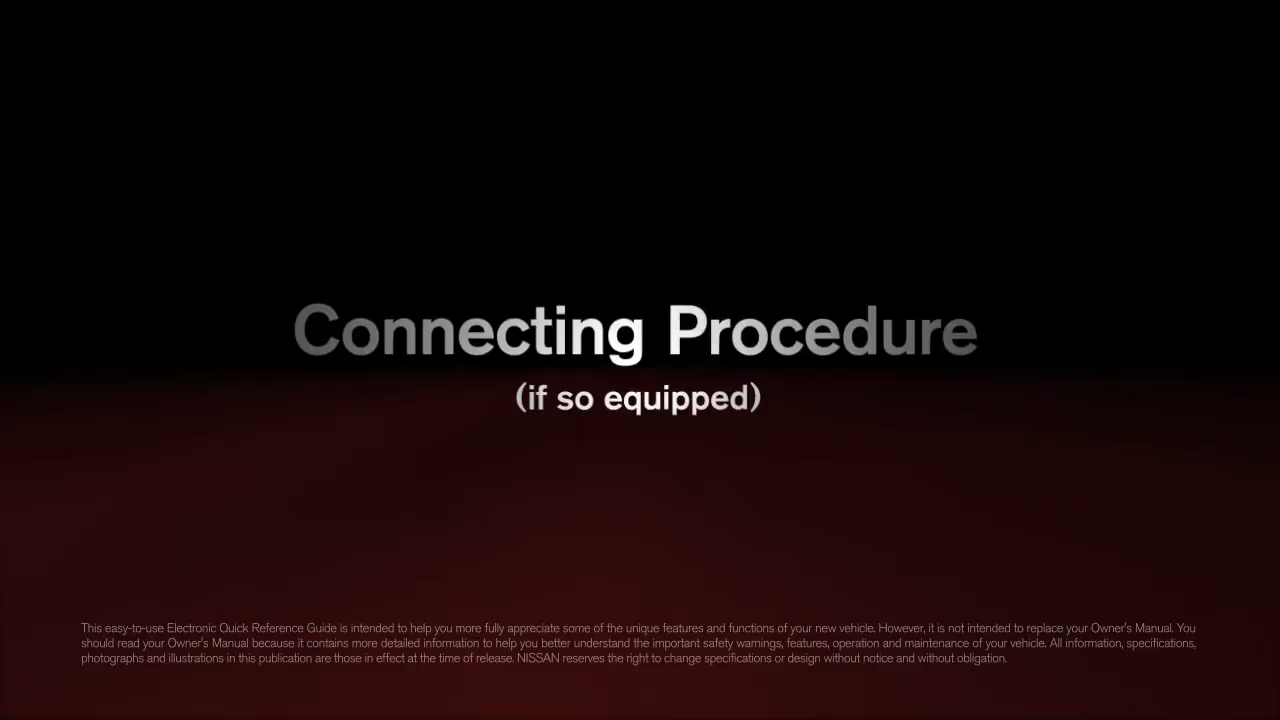 Connecting Procedure
(if so equipped)
This easy-to-use Electronic Quick Reference Guide is intended to help you more fully appreciate some of the unique features and functions of your new vehicle. However, it is not intended to replace your Owner's Manual. You
should read your Owner's Manual because it contains more detailed information to help you better understand the important safety warnings, features, operation and maintenance of your vehicle. All information, specifications,
photographs and illustrations in this publication are those in effect at the time of release. NISSAN reserves the right to change specifications or design without notice and without obligation.